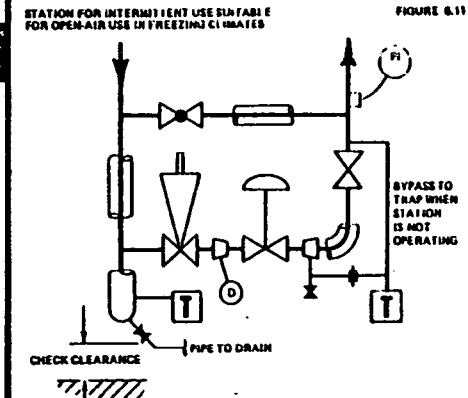 STATION FOR INTERMITTENT USE SUITABLE
FOR OPEN-AIR USE IN FREEZING CLIMATES
FIGURE 6.11
FI
BYPASS TO
TRAP WHEN
STATION
IS NOT
OPERATING
D
T
T
PIPE TO DRAIN
CHECK CLEARANCE